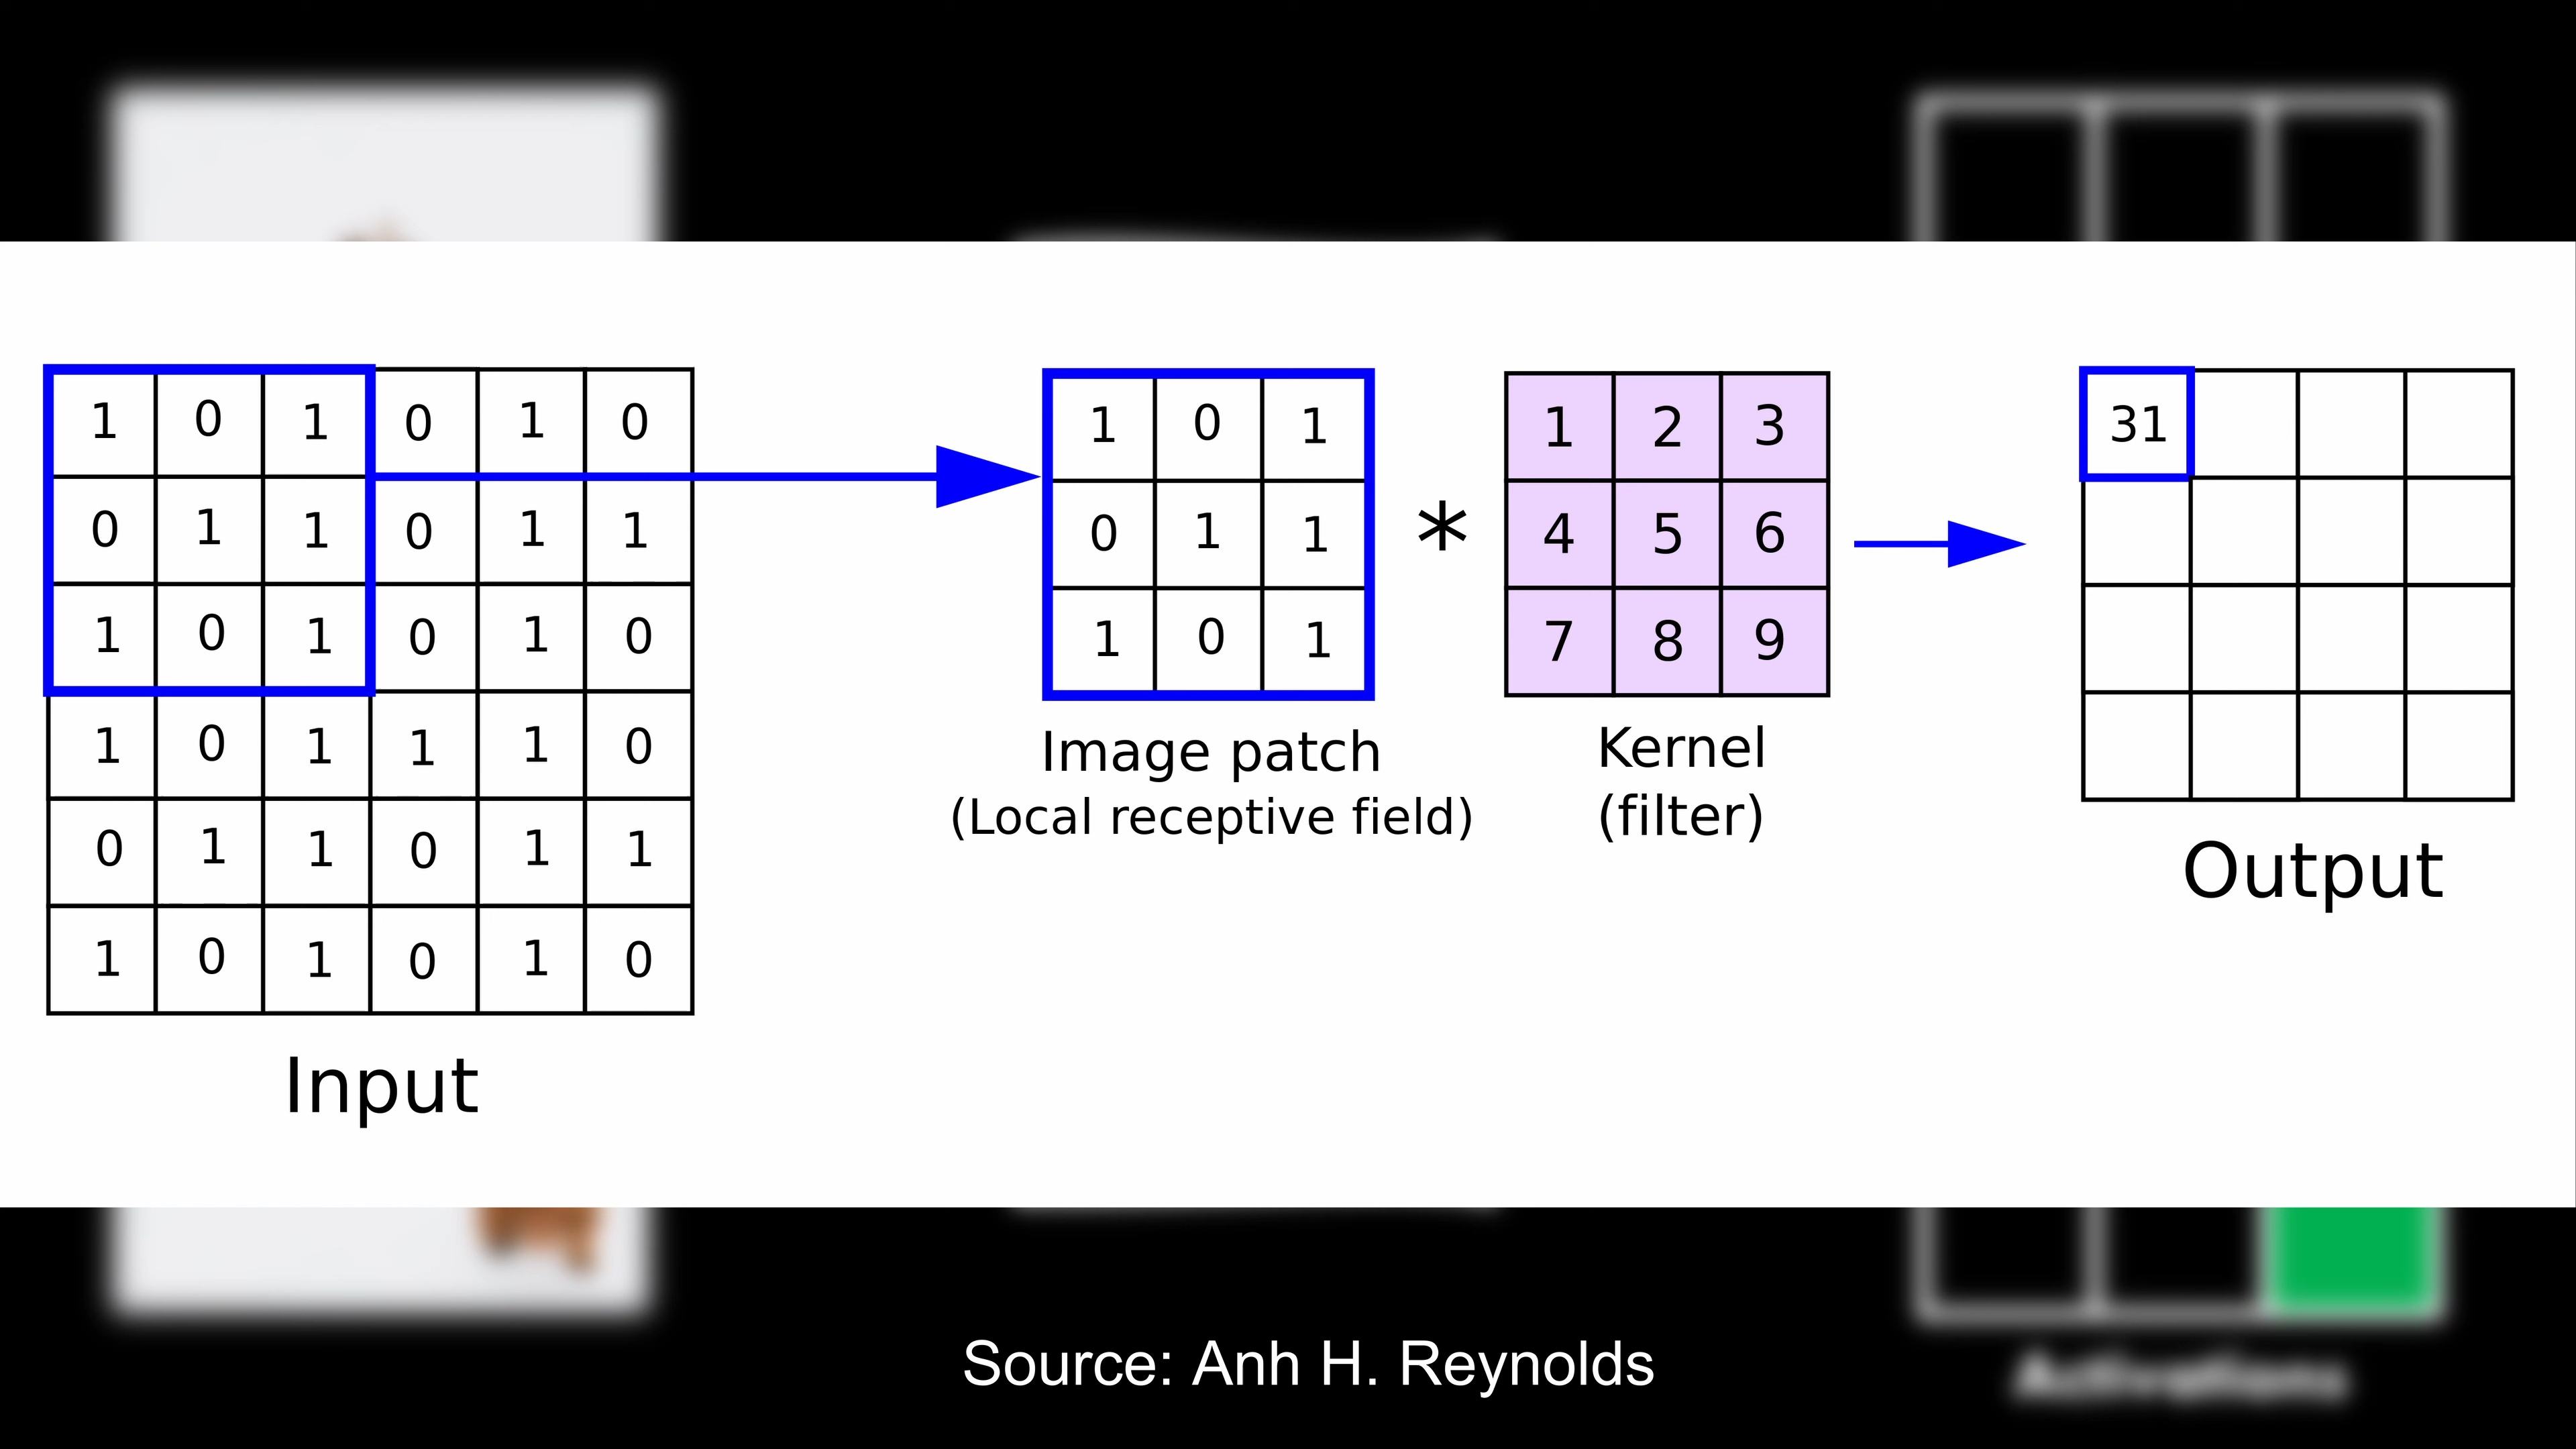 1 0 1 0 1 0
0 1 1 0 1 1
1 0 1 0 1 0
1 0 1 1 1 0
0 1 1 0 1 1
1 0 1 0 1 0
Input
1 0 1
0 1 1
1 0 1
Image patch
(Local receptive field)
*
1 2 3
4 5 6
7 8 9
Kernel
(filter)
31
Output
Source: Anh H. Reynolds
Activations